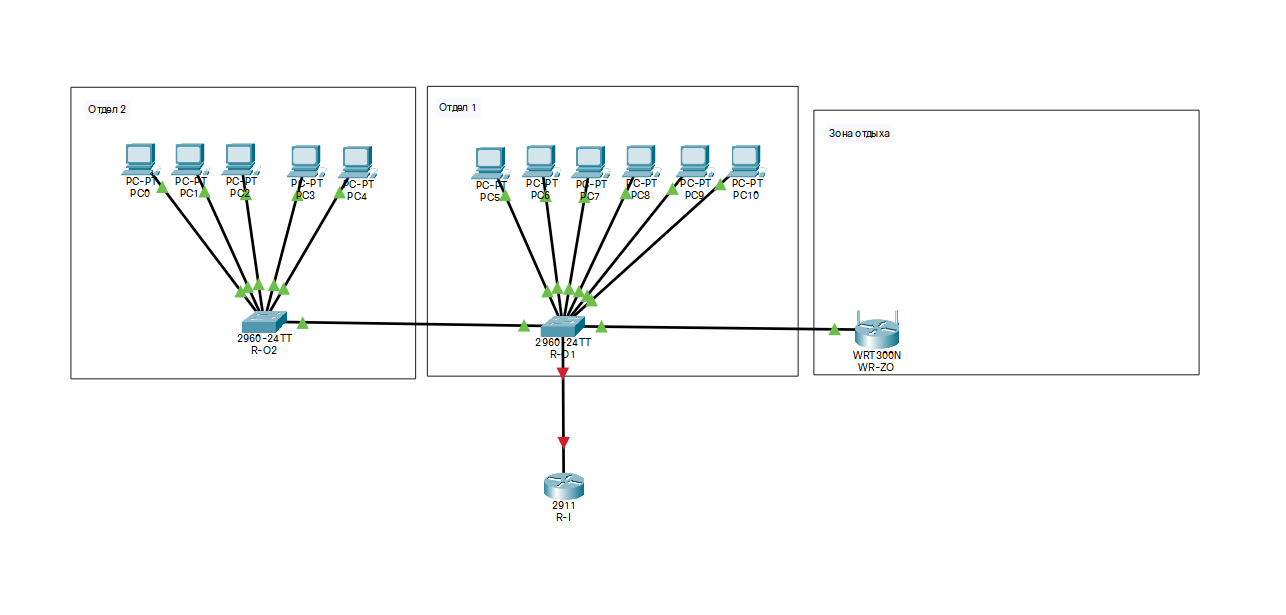 Отдел 2
Отдел 1
Зона отдыха
PC-PT
PC0
PC-PT
PC1
PC-PT
PC2
PC-PT
PC3
PC-PT
PC4
PC-PT
PC5
PC-PT
PC6
PC-PT
PC7
PC-PT
PC8
PC-PT
PC9
PC-PT
PC10
2960-24TT
R-O2
2960-24TT
R-O1
WRT300N
WR-ZO
2911
R-I